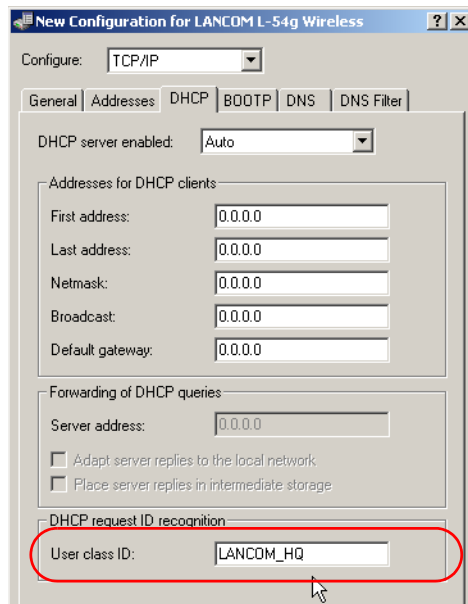 New Configuration for LANCOM L-54g Wireless ? X
Configure: TCP/IP
General Addresses DHCP BOOTP DNS DNS Filter
DHCP server enabled: Auto
Addresses for DHCP clients
First address: 0.0.0.0
Last address: 0.0.0.0
Netmask: 0.0.0.0
Broadcast: 0.0.0.0
Default gateway: 0.0.0.0
Forwarding of DHCP queries
Server address: 0.0.0.0
Adapt server replies to the local network
Place server replies in intermediate storage
DHCP request ID recognition
User class ID: LANCOM_HQ